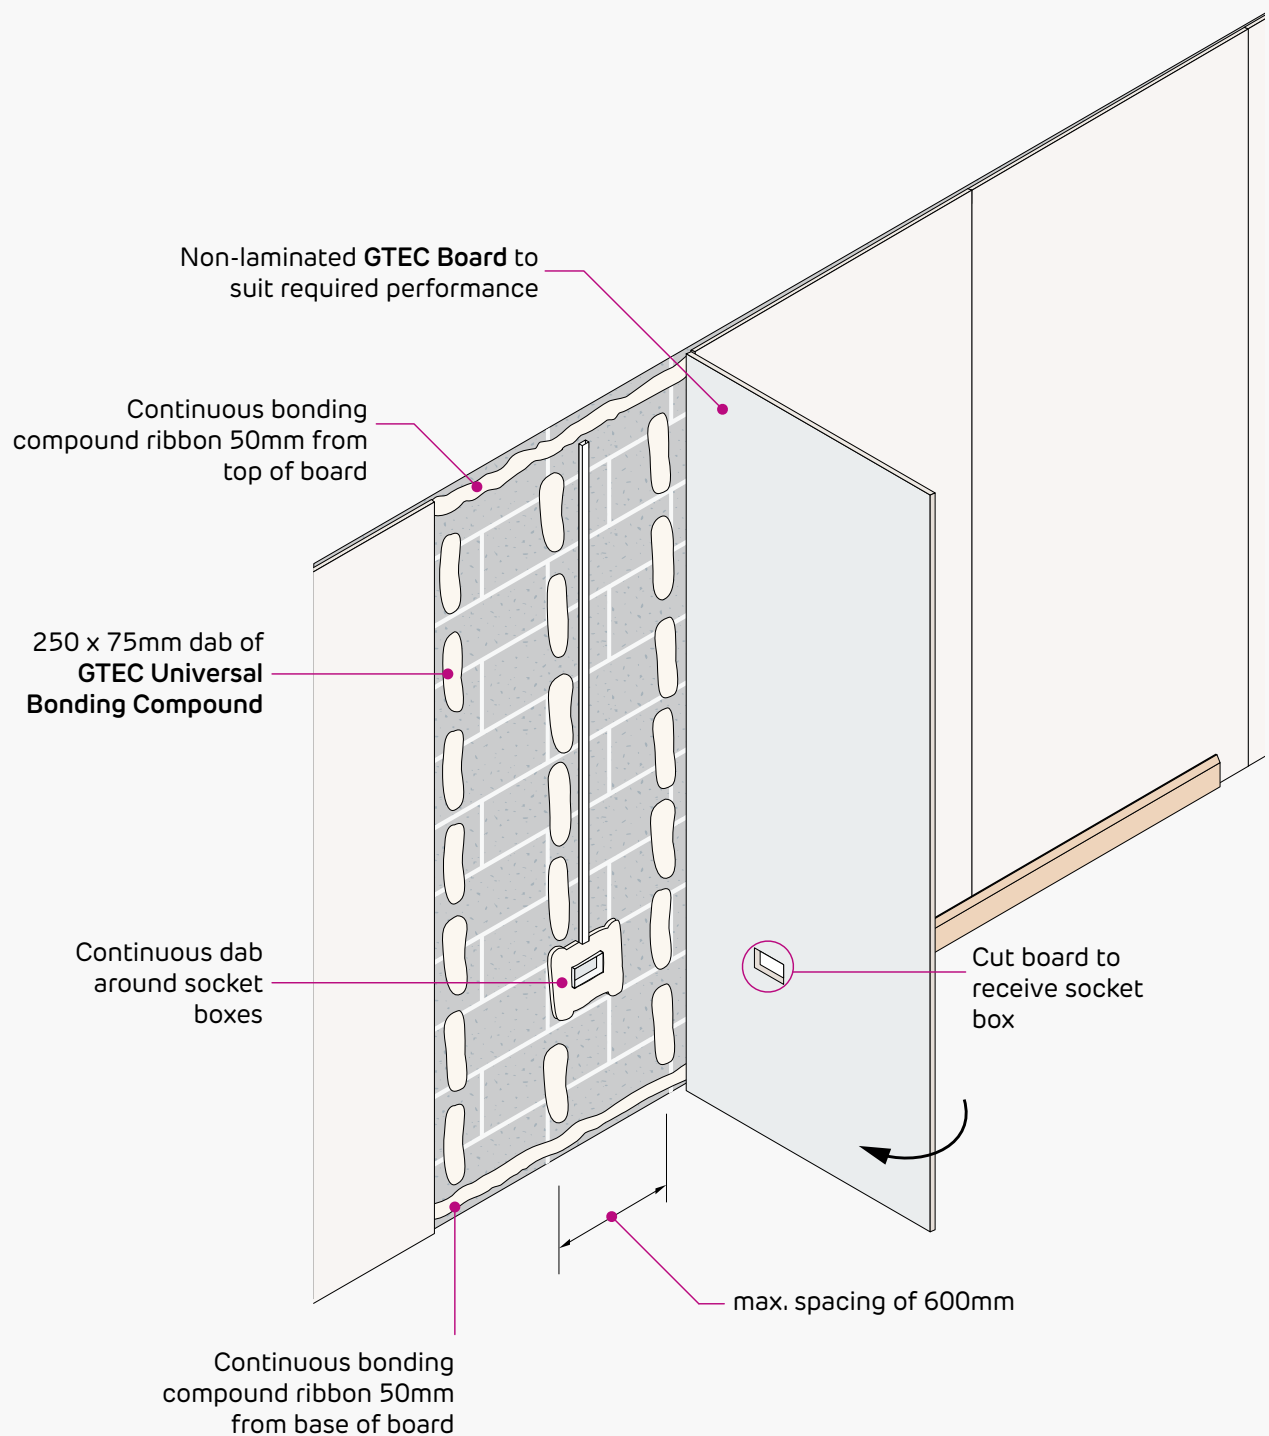 Non-laminated GTEC Board to
suit required performance
Continuous bonding
compound ribbon 50mm from
top of board
250 x 75mm dab of
GTEC Universal
Bonding Compound
Continuous dab
around socket
boxes
Cut board to
receive socket
box
max. spacing of 600mm
Continuous bonding
compound ribbon 50mm
from base of board